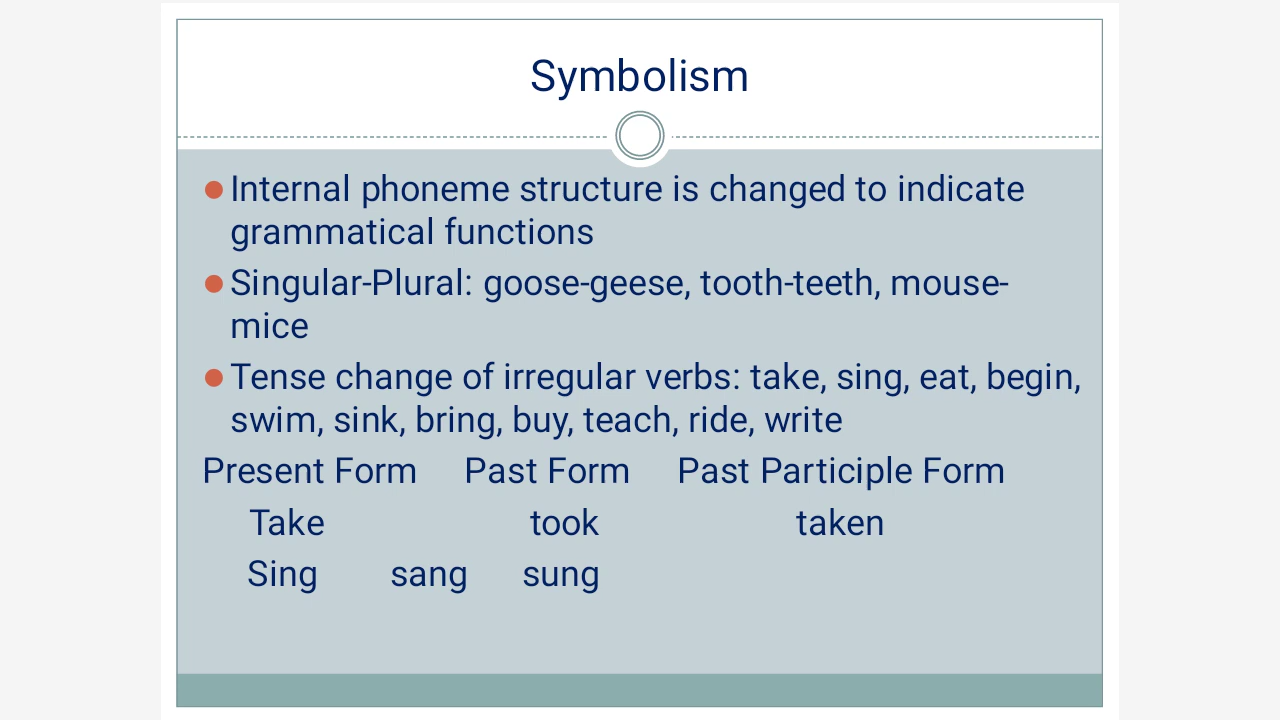 Symbolism
Internal phoneme structure is changed to indicate
grammatical functions
Singular-Plural: goose-geese, tooth-teeth, mouse-
mice
Tense change of irregular verbs: take, sing, eat, begin,
swim, sink, bring, buy, teach, ride, write
Present Form Past Form Past Participle Form
Take took taken
Sing sang sung